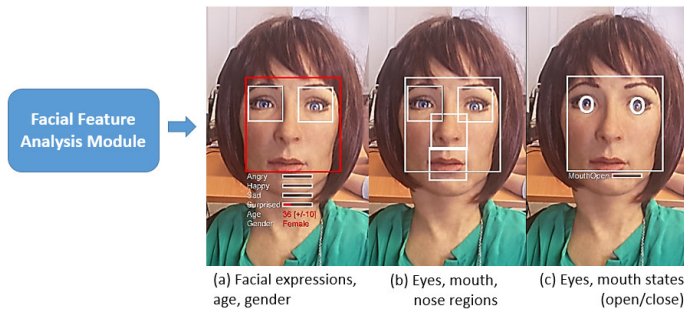 Facial Feature
Analysis Module
Angry
Happy
Sad
Surprised
Age 36 [+/-10]
Gender Female
MouthOpen
(a) Facial expressions,
age, gender
(b) Eyes, mouth,
nose regions
(c) Eyes, mouth states
(open/close)